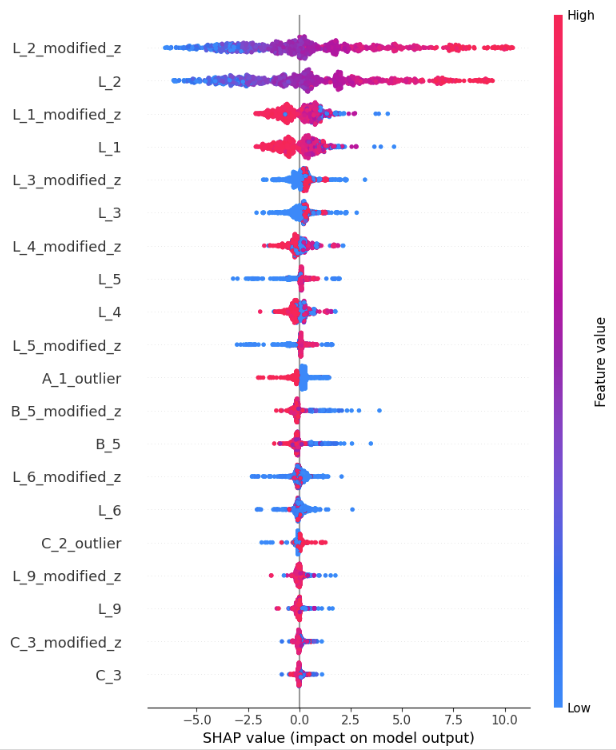 High
L_2_modified_z
L_2
L_1_modified_z
L_1
L_3_modified_z
L_3
L_4_modified_z
L_5
L_4
L_5_modified_z
A_1_outlier
B_5_modified_z
B_5
L_6_modified_z
L_6
C_2_outlier
L_9_modified_z
L_9
C_3_modified_z
C_3
Feature value
Low
−5.0 −2.5 0.0 2.5 5.0 7.5 10.0
SHAP value (impact on model output)